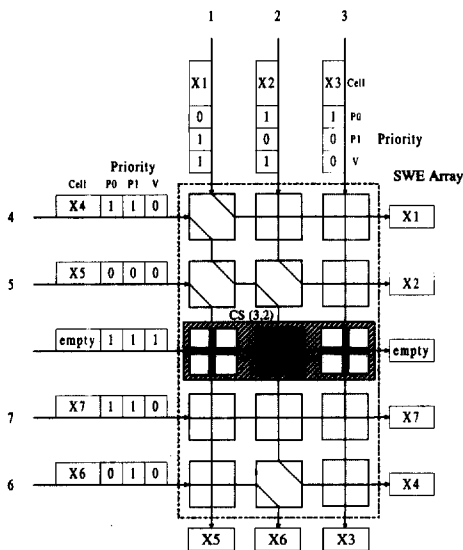 1 2 3
X1 X2 X3 Cell
0 1 1 P0
1 0 0 P1 Priority
1 1 0 V
Priority
Cell P0 P1 V
SWE Array
4 X4 1 1 0 X1
5 X5 0 0 0 X2
CS (3,2)
empty 1 1 1 empty
7 X7 1 1 0 X7
6 X6 0 1 0 X4
X5 X6 X3